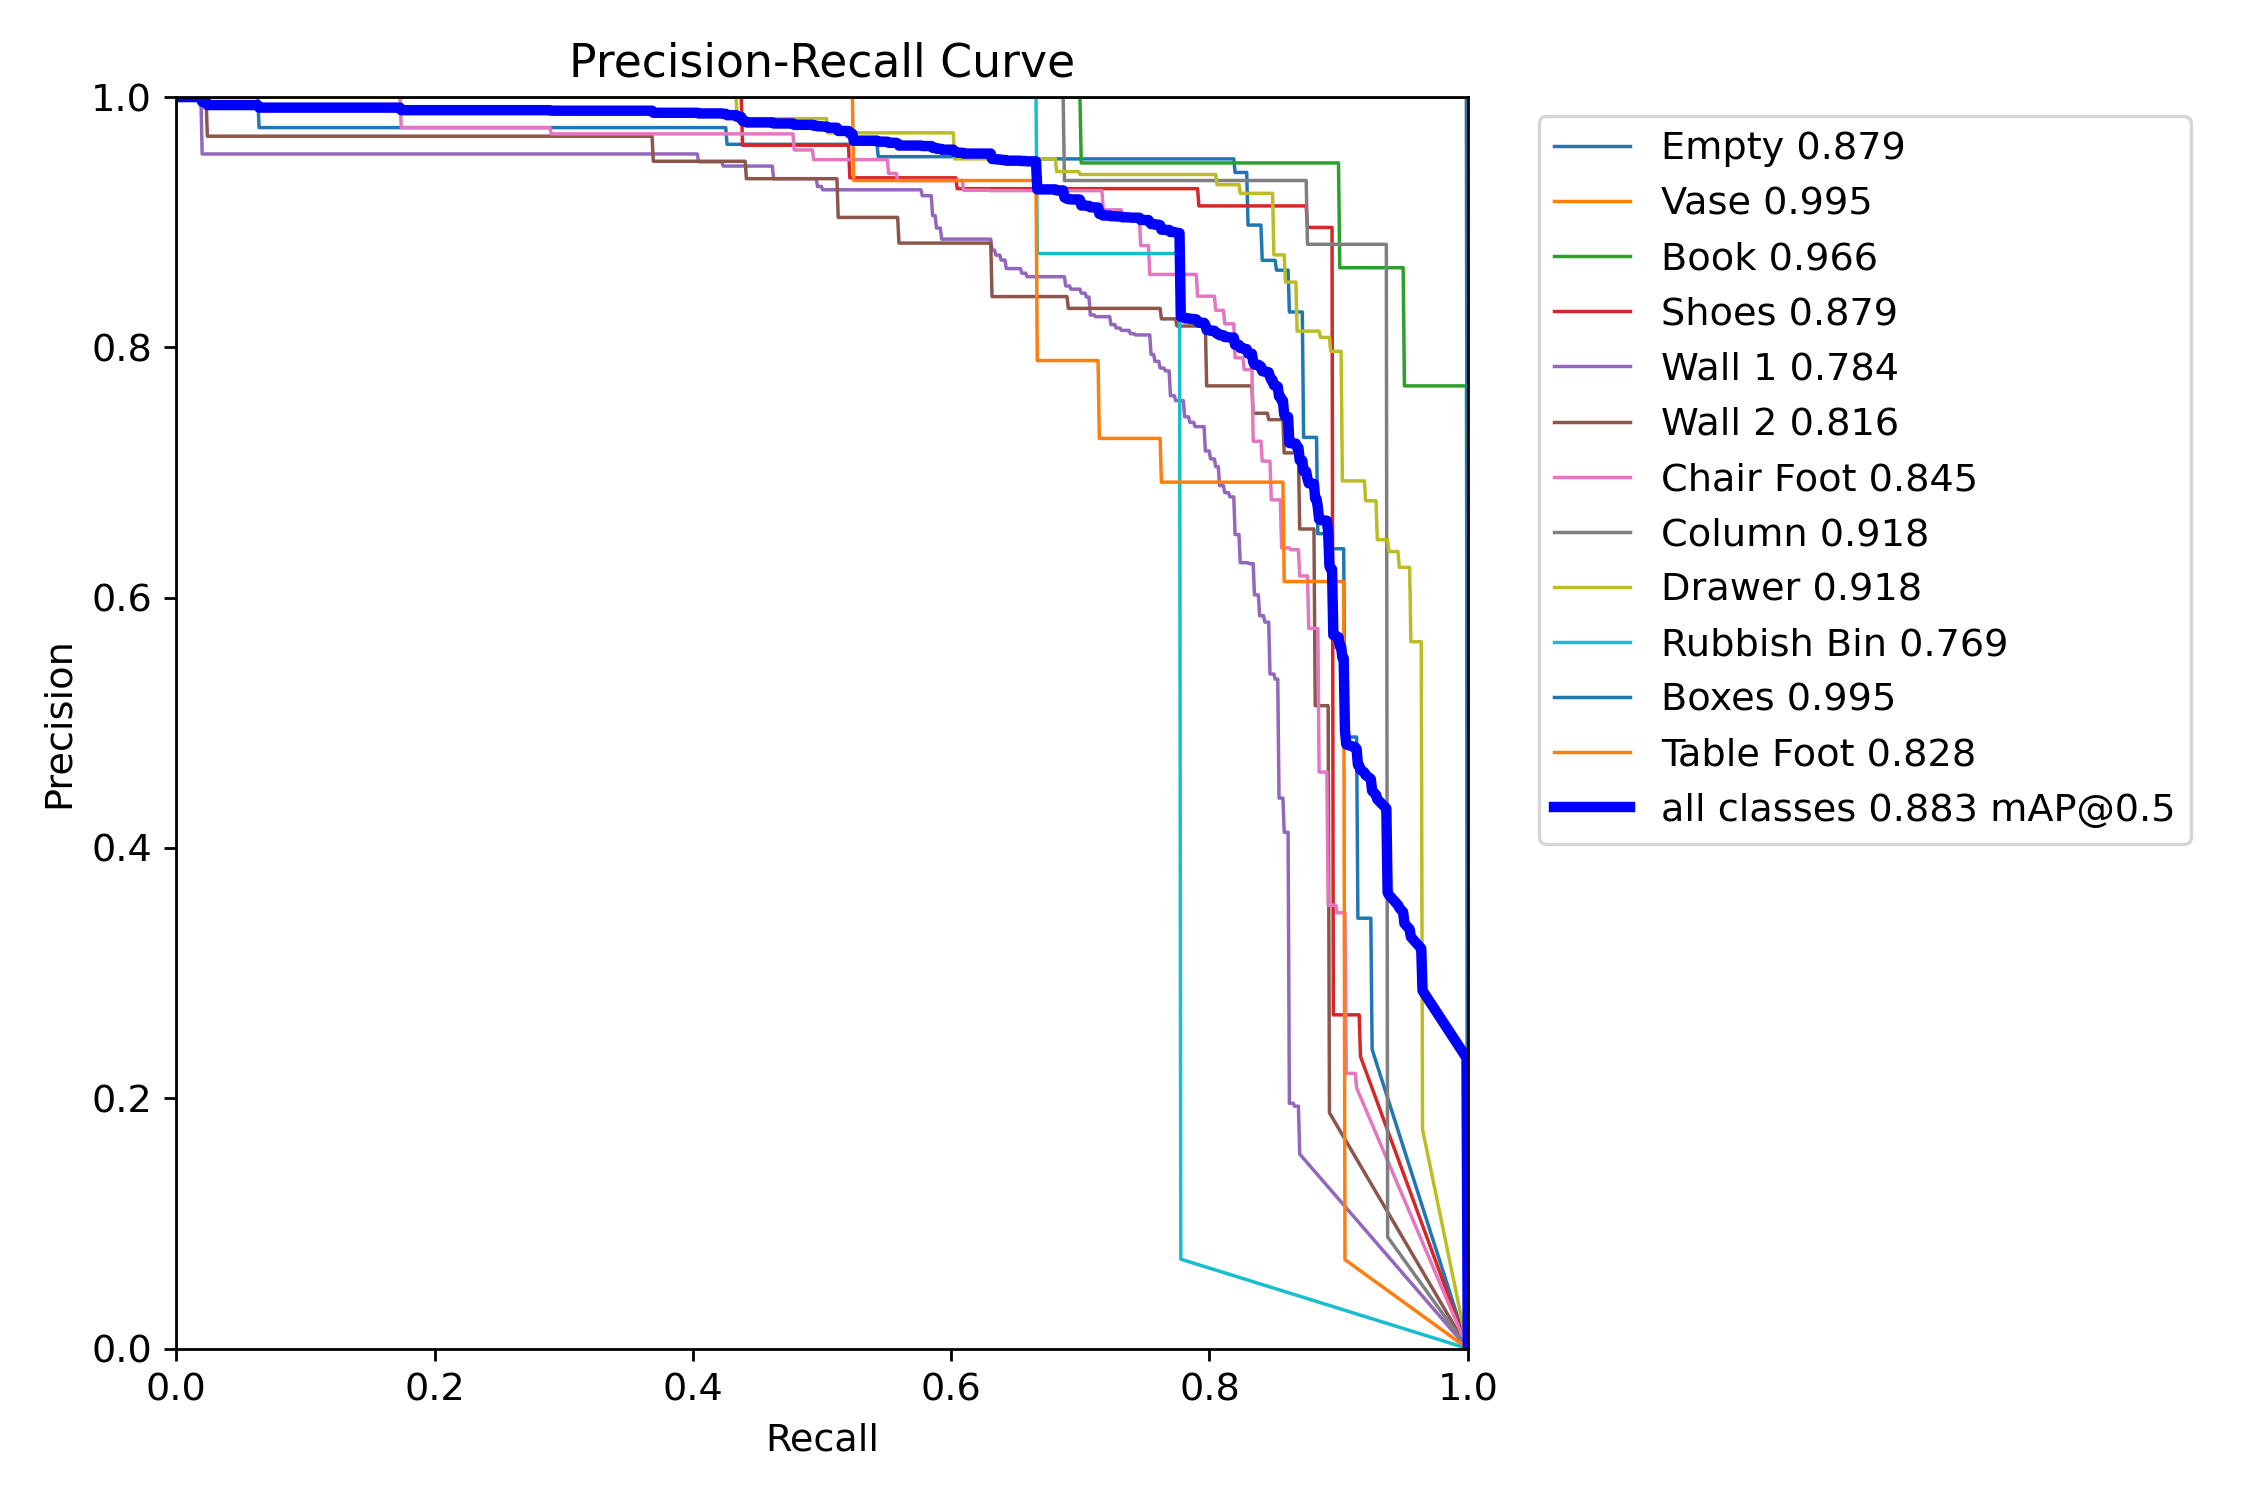 Precision-Recall Curve
1.0
0.8
0.6
0.4
0.2
0.0
Precision
0.0 0.2 0.4 0.6 0.8 1.0
Recall
Empty 0.879
Vase 0.995
Book 0.966
Shoes 0.879
Wall 1 0.784
Wall 2 0.816
Chair Foot 0.845
Column 0.918
Drawer 0.918
Rubbish Bin 0.769
Boxes 0.995
Table Foot 0.828
all classes 0.883 mAP@0.5